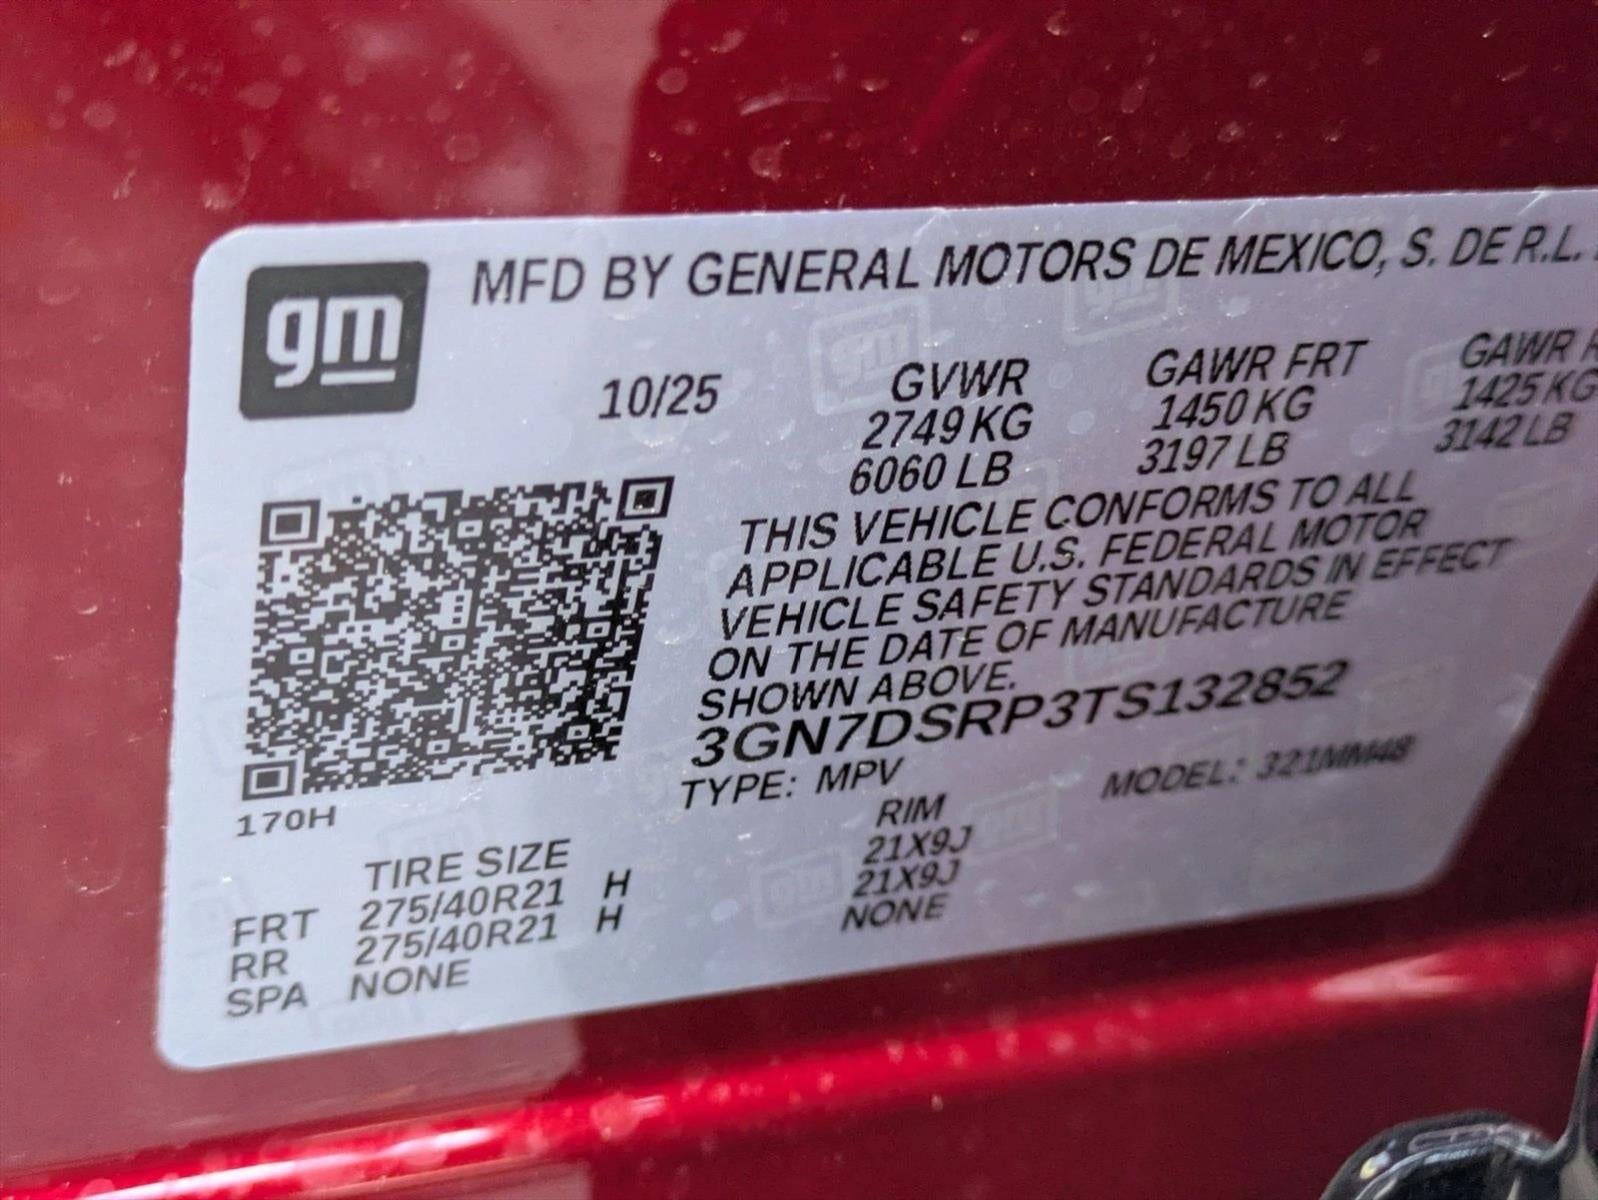 gm
MFD BY GENERAL MOTORS DE MEXICO, S. DE R.L.
10/25
GVWR GAWR FRT GAWR
2749 KG 1450 KG 1425 KG
6060 LB 3197 LB 3142 LB
THIS VEHICLE CONFORMS TO ALL
APPLICABLE U.S. FEDERAL MOTOR
VEHICLE SAFETY STANDARDS IN EFFECT
ON THE DATE OF MANUFACTURE
SHOWN ABOVE.
3GN7DSRP3TS132852
TYPE: MPV MODEL: 321MM48
170H
TIRE SIZE RIM
FRT 275/40R21 H 21X9J
RR 275/40R21 H 21X9J
SPA NONE NONE